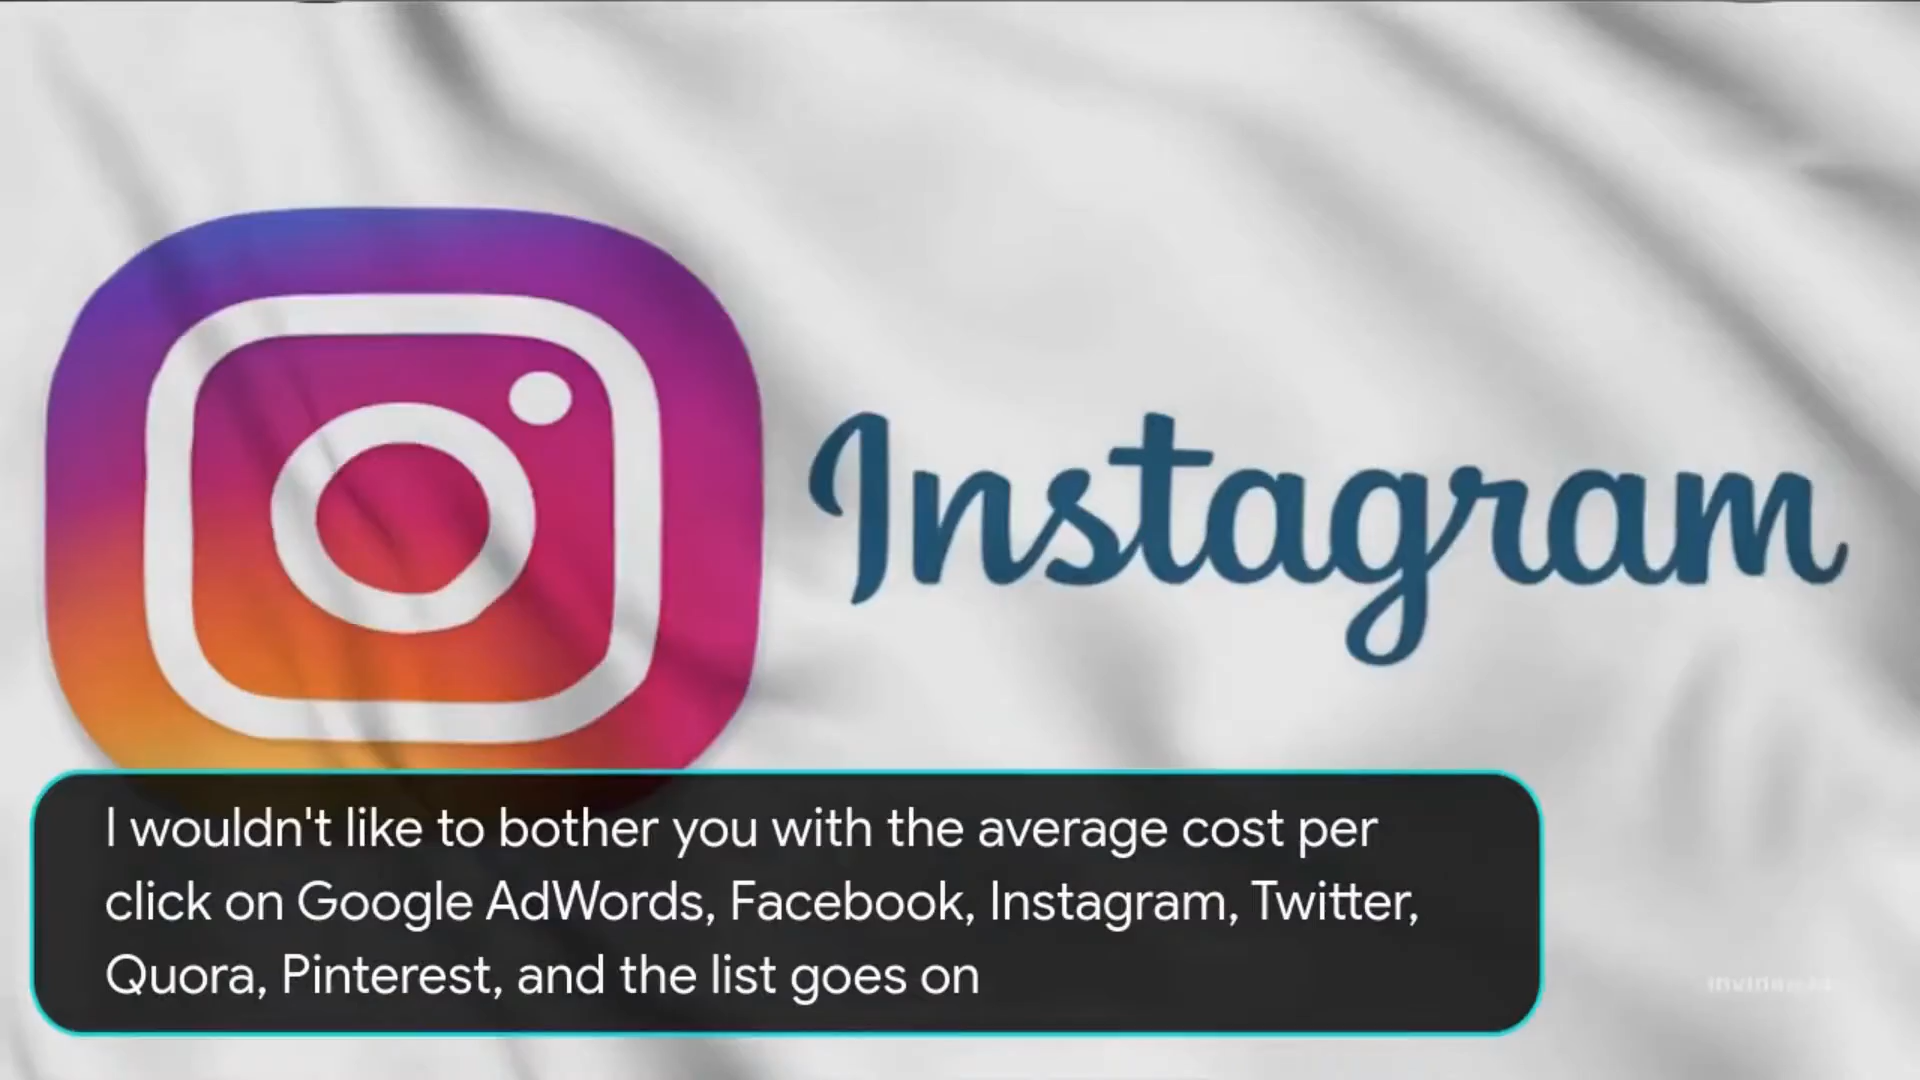 Instagram
I wouldn't like to bother you with the average cost per
click on Google AdWords, Facebook, Instagram, Twitter,
Quora, Pinterest, and the list goes on